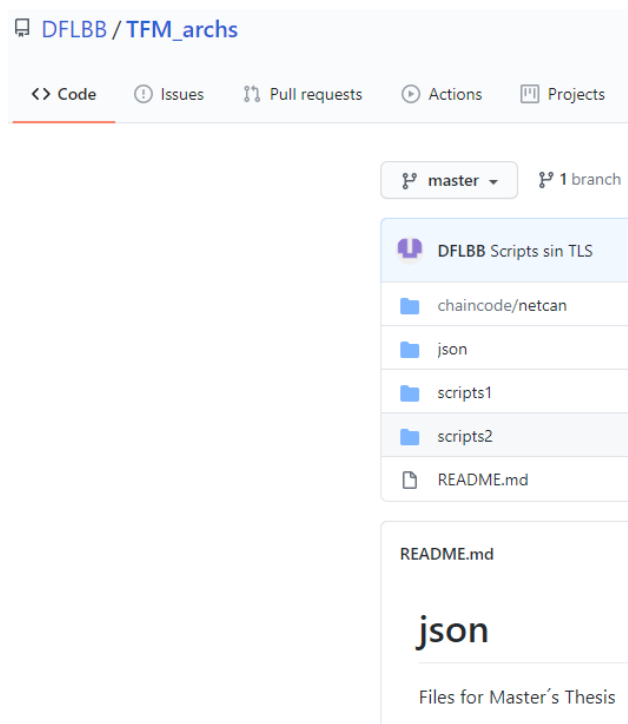 DFLBB / TFM_archs
<> Code Issues Pull requests Actions Projects
master 1 branch
DFLBB Scripts sin TLS
chaincode/netcan
json
scripts1
scripts2
README.md
README.md
json
Files for Master´s Thesis